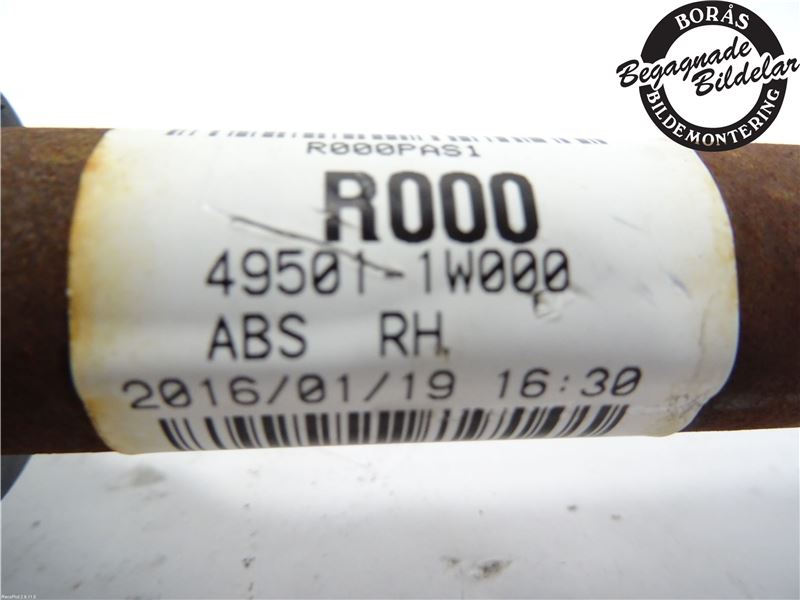 BORÅS
Begagnade
Bildelar
BILDEMONTERING
R000PAS1
R000
49501-1W000
ABS RH
2016/01/19 16:30